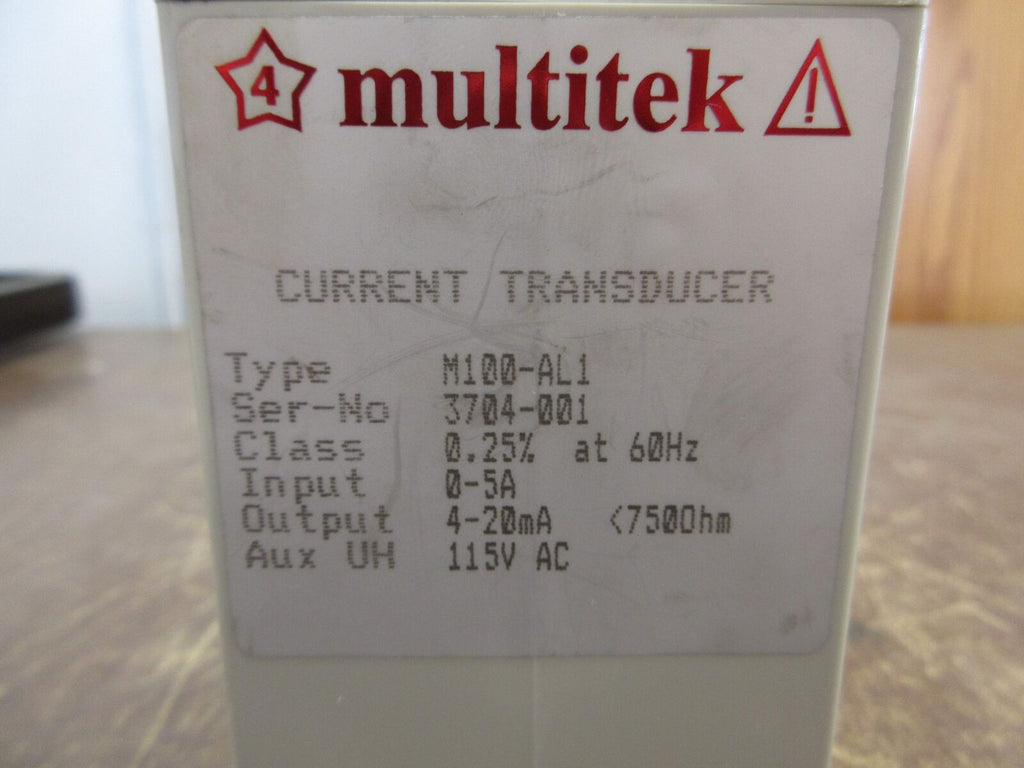 4 multitek !
CURRENT TRANSDUCER
Type M100-AL1
Ser-No 3704-001
Class 0.25% at 60Hz
Input 0-5A
Output 4-20mA <750Ohm
Aux UH 115V AC